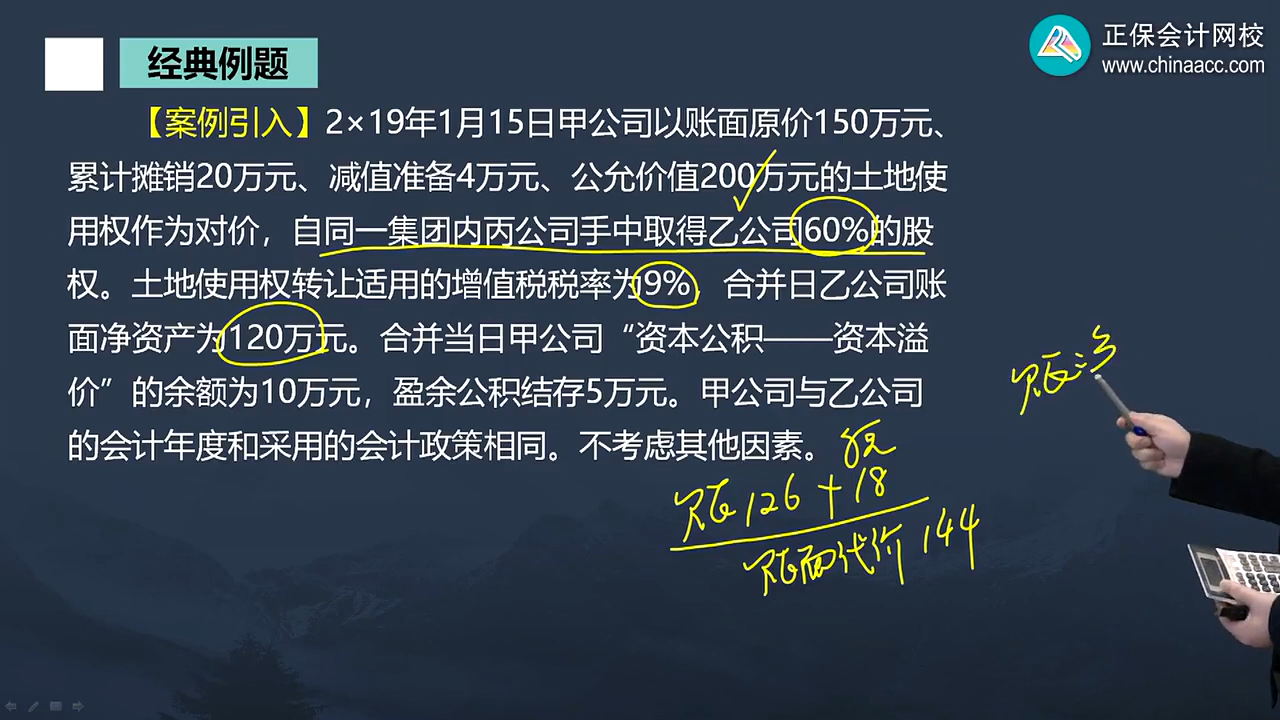 正保会计网校
www.chinaacc.com
经典例题
【案例引入】2×19年1月15日甲公司以账面原价150万元、
累计摊销20万元、减值准备4万元、公允价值200万元的土地使
用权作为对价，自同一集团内丙公司手中取得乙公司60%的股
权。土地使用权转让适用的增值税税率为9%，合并日乙公司账
面净资产为120万元。合并当日甲公司“资本公积——资本溢
价”的余额为10万元，盈余公积结存5万元。甲公司与乙公司
的会计年度和采用的会计政策相同。不考虑其他因素。
账126+18
账面代价144